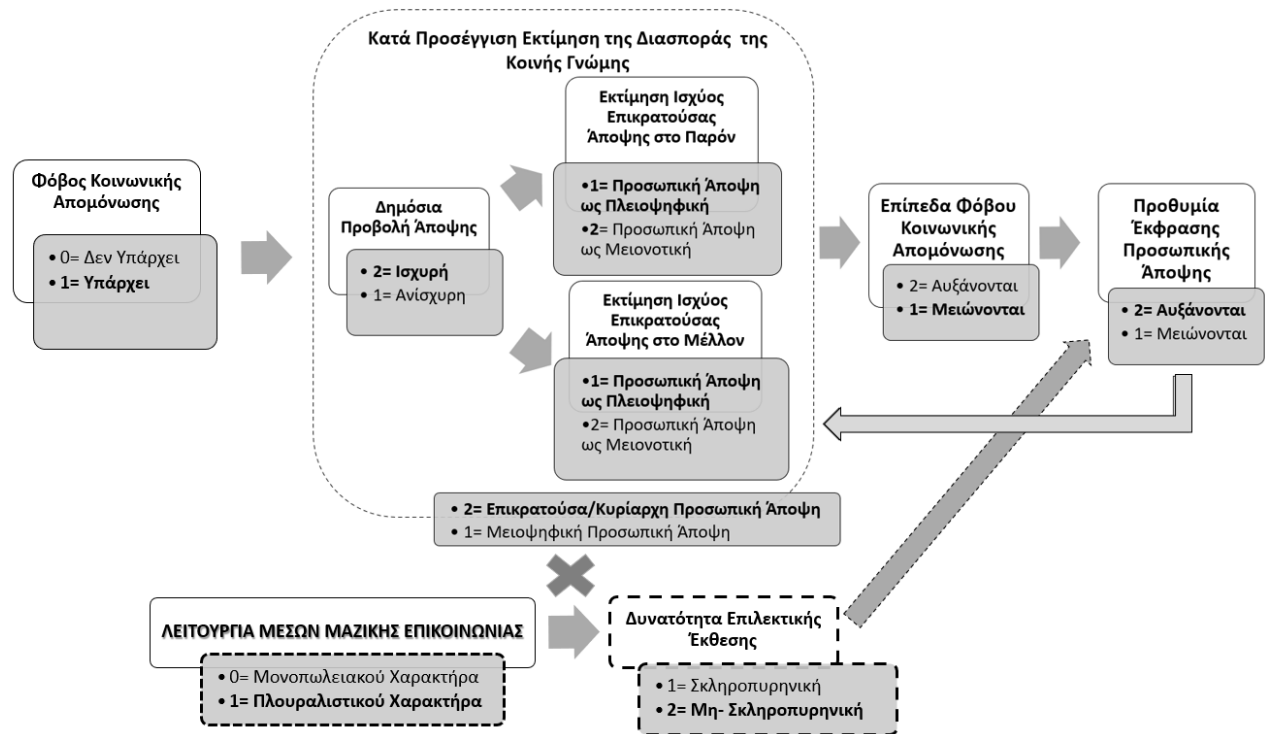 Κατά Προσέγγιση Εκτίμηση της Διασποράς της
Κοινής Γνώμης
Φόβος Κοινωνικής
Απομόνωσης
• 0= Δεν Υπάρχει
• 1= Υπάρχει
Δημόσια
Προβολή Άποψης
• 2= Ισχυρή
• 1= Ανίσχυρη
Εκτίμηση Ισχύος
Επικρατούσας
Άποψης στο Παρόν
•1= Προσωπική Άποψη
ως Πλειοψηφική
•2= Προσωπική Άποψη
ως Μειονοτική
Εκτίμηση Ισχύος
Επικρατούσας
Άποψης στο Μέλλον
•1= Προσωπική Άποψη
ως Πλειοψηφική
•2= Προσωπική Άποψη
ως Μειονοτική
Επίπεδα Φόβου
Κοινωνικής
Απομόνωσης
• 2= Αυξάνονται
• 1= Μειώνονται
Προθυμία
Έκφρασης
Προσωπικής
Άποψης
• 2= Αυξάνονται
• 1= Μειώνονται
• 2= Επικρατούσα/Κυρίαρχη Προσωπική Άποψη
• 1= Μειοψηφική Προσωπική Άποψη
ΛΕΙΤΟΥΡΓΙΑ ΜΕΣΩΝ ΜΑΖΙΚΗΣ ΕΠΙΚΟΙΝΩΝΙΑΣ
• 0= Μονοπωλειακού Χαρακτήρα
• 1= Πλουραλιστικού Χαρακτήρα
Δυνατότητα Επιλεκτικής
Έκθεσης
• 1= Σκληροπυρηνική
• 2= Μη- Σκληροπυρηνική